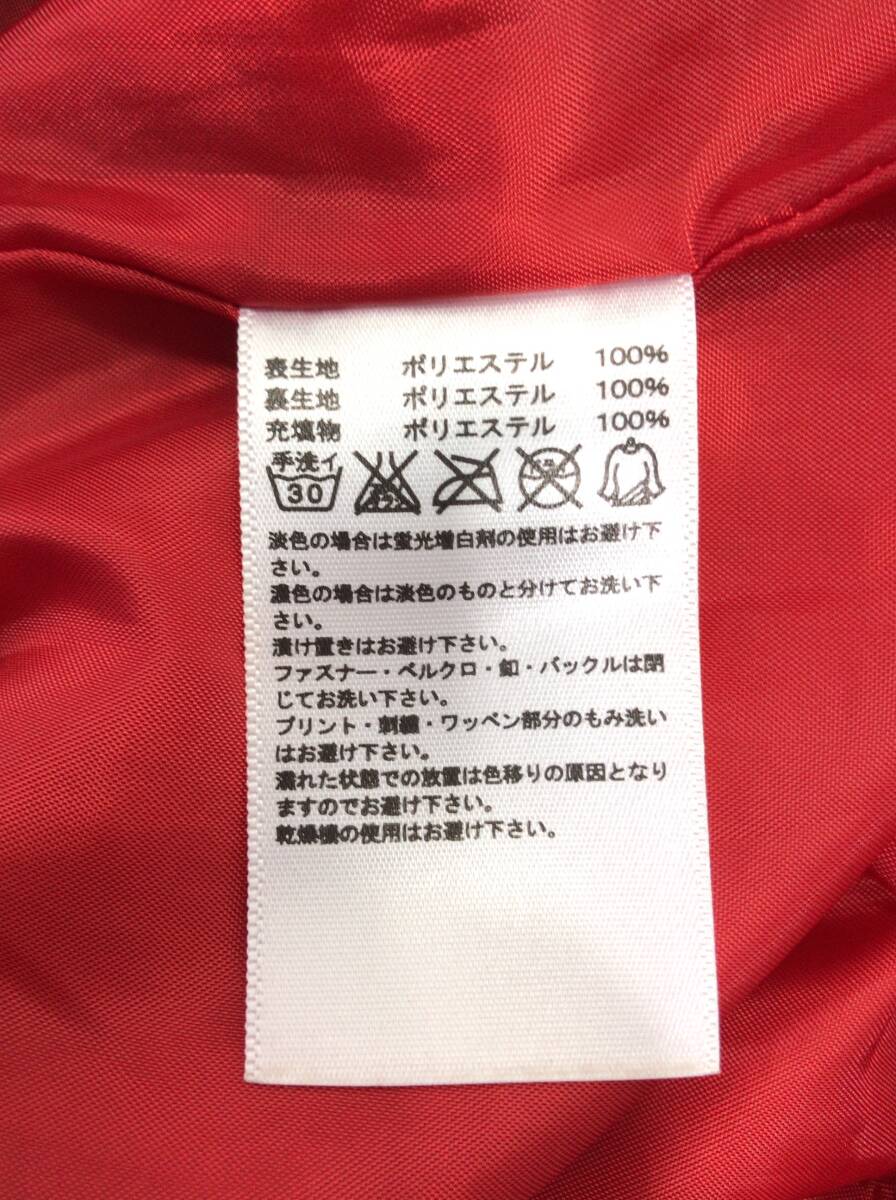 表生地 ポリエステル 100%
裏生地 ポリエステル 100%
充填物 ポリエステル 100%
手洗イ
30
淡色の場合は蛍光増白剤の使用はお避け下
さい。
濃色の場合は淡色のものと分けてお洗い下
さい。
漬け置きはお避け下さい。
ファスナー・ベルクロ・釦・バックルは閉
じてお洗い下さい。
プリント・刺繍・ワッペン部分のもみ洗い
はお避け下さい。
濡れた状態での放置は色移りの原因となり
ますのでお避け下さい。
乾燥機の使用はお避け下さい。